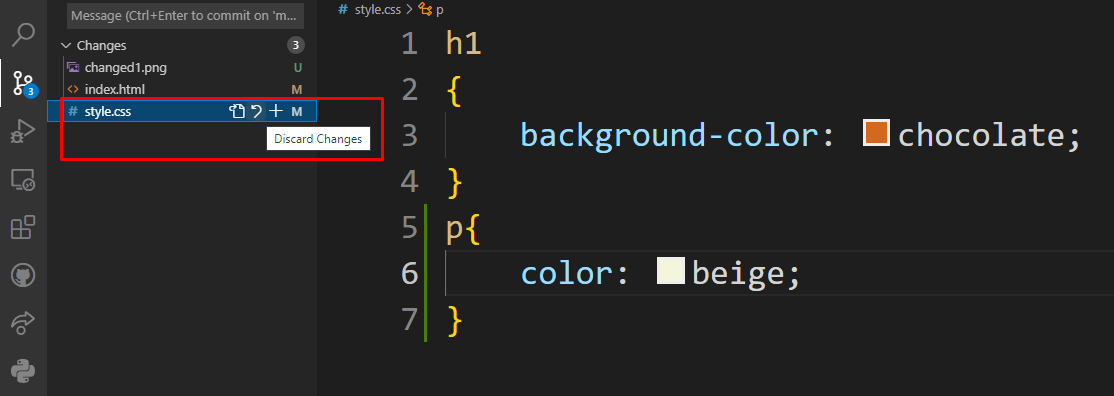 Message (Ctrl+Enter to commit on 'm...
Changes 3
changed1.png U
index.html M
3
# style.css M
Discard Changes
# style.css > p
1 h1
2 {
3 background-color: chocolate;
4 }
5 p{
6 color: beige;
7 }